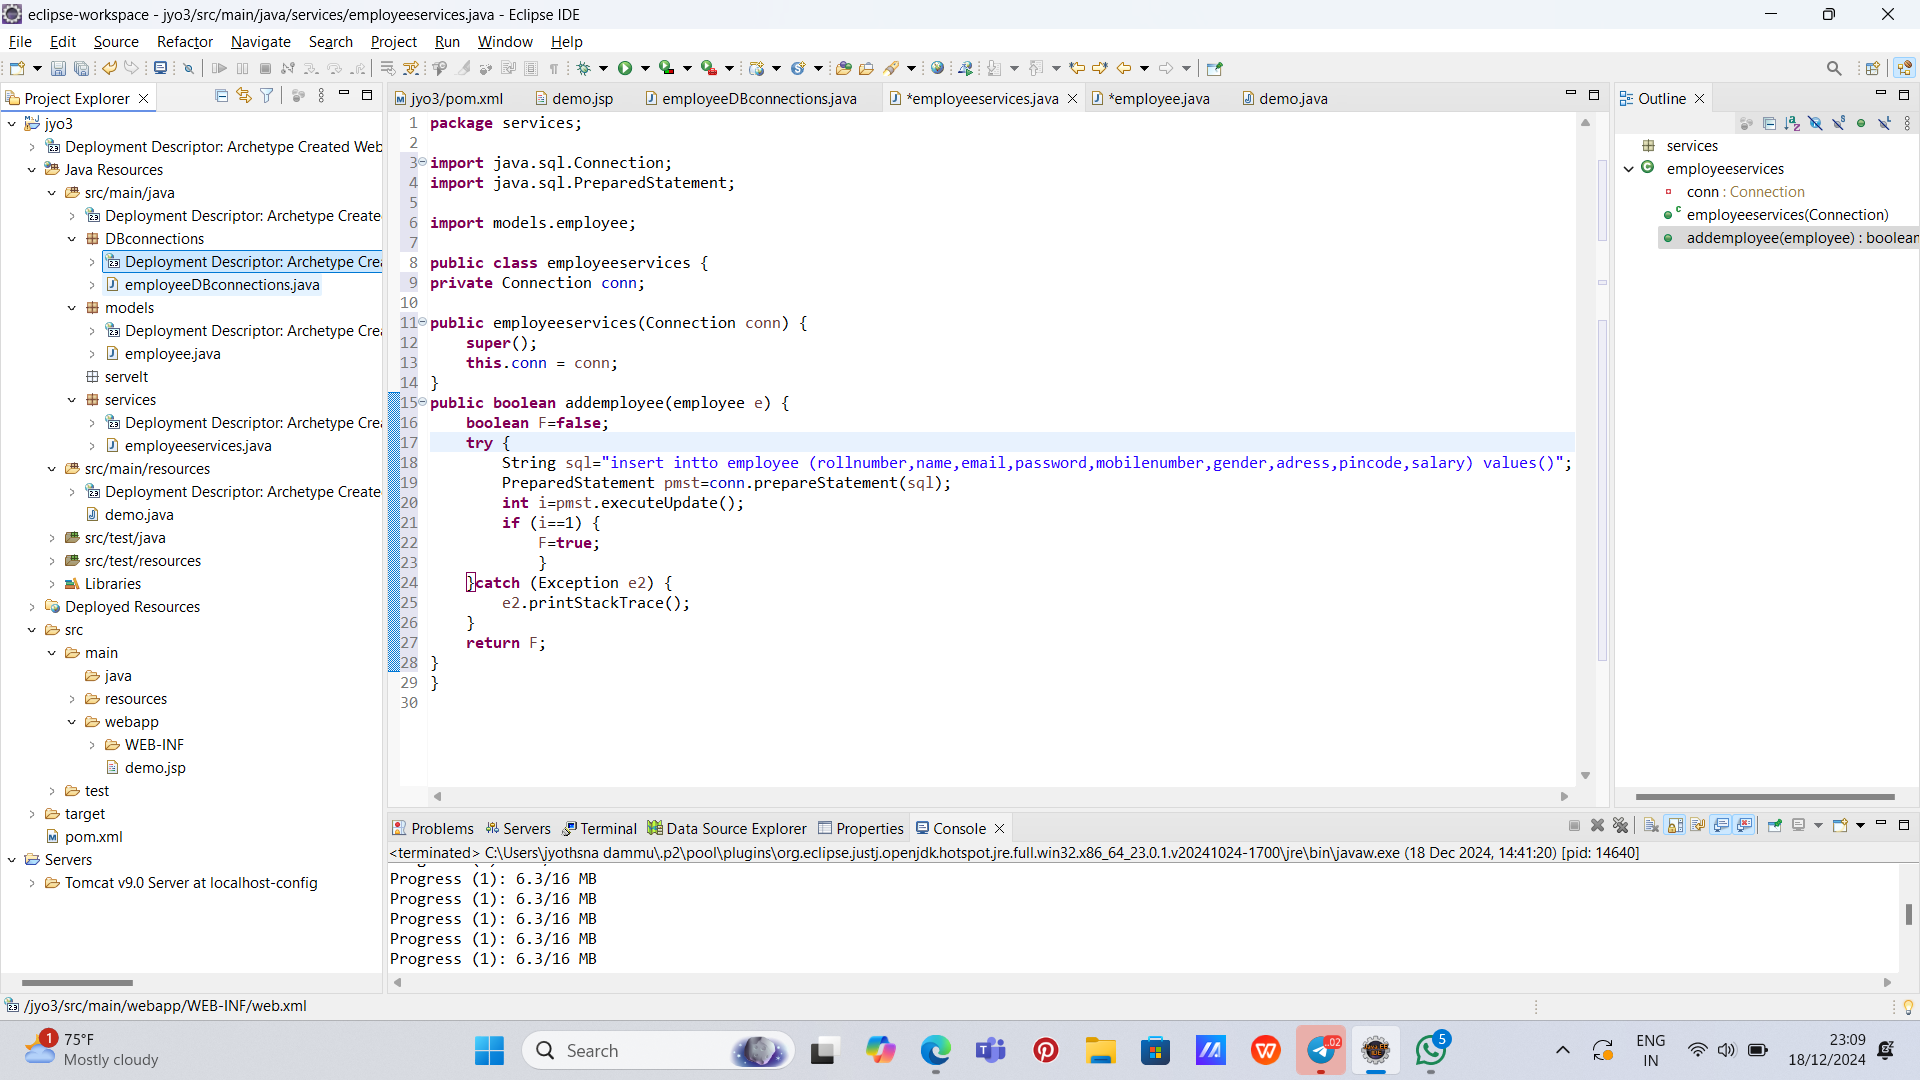 eclipse-workspace - jyo3/src/main/java/services/employeeservices.java - Eclipse IDE
File Edit Source Refactor Navigate Search Project Run Window Help
Project Explorer
jyo3
Deployment Descriptor: Archetype Created Web
Java Resources
src/main/java
Deployment Descriptor: Archetype Create
DBconnections
Deployment Descriptor: Archetype Crea
employeeDBconnections.java
models
Deployment Descriptor: Archetype Crea
employee.java
servelt
services
Deployment Descriptor: Archetype Crea
employeeservices.java
src/main/resources
Deployment Descriptor: Archetype Create
demo.java
src/test/java
src/test/resources
Libraries
Deployed Resources
src
main
java
resources
webapp
WEB-INF
demo.jsp
test
target
pom.xml
Servers
Tomcat v9.0 Server at localhost-config
jyo3/pom.xml demo.jsp employeeDBconnections.java *employeeservices.java *employee.java demo.java
1 package services;
2
3 import java.sql.Connection;
4 import java.sql.PreparedStatement;
5
6 import models.employee;
7
8 public class employeeservices {
9 private Connection conn;
10
11 public employeeservices(Connection conn) {
12 super();
13 this.conn = conn;
14 }
15 public boolean addemployee(employee e) {
16 boolean F=false;
17 try {
18 String sql="insert intto employee (rollnumber,name,email,password,mobilenumber,gender,adress,pincode,salary) values()";
19 PreparedStatement pmst=conn.prepareStatement(sql);
20 int i=pmst.executeUpdate();
21 if (i==1) {
22 F=true;
23 }
24 }catch (Exception e2) {
25 e2.printStackTrace();
26 }
27 return F;
28 }
29 }
30
Outline
services
employeeservices
conn : Connection
employeeservices(Connection)
addemployee(employee) : boolean
Problems Servers Terminal Data Source Explorer Properties Console
<terminated> C:\Users\jyothsna dammu\.p2\pool\plugins\org.eclipse.justj.openjdk.hotspot.jre.full.win32.x86_64_23.0.1.v20241024-1700\jre\bin\javaw.exe (18 Dec 2024, 14:41:20) [pid: 14640]
Progress (1): 6.3/16 MB
Progress (1): 6.3/16 MB
Progress (1): 6.3/16 MB
Progress (1): 6.3/16 MB
Progress (1): 6.3/16 MB
/jyo3/src/main/webapp/WEB-INF/web.xml
1
75°F
Mostly cloudy
Search
.02
5
ENG
IN
23:09
18/12/2024